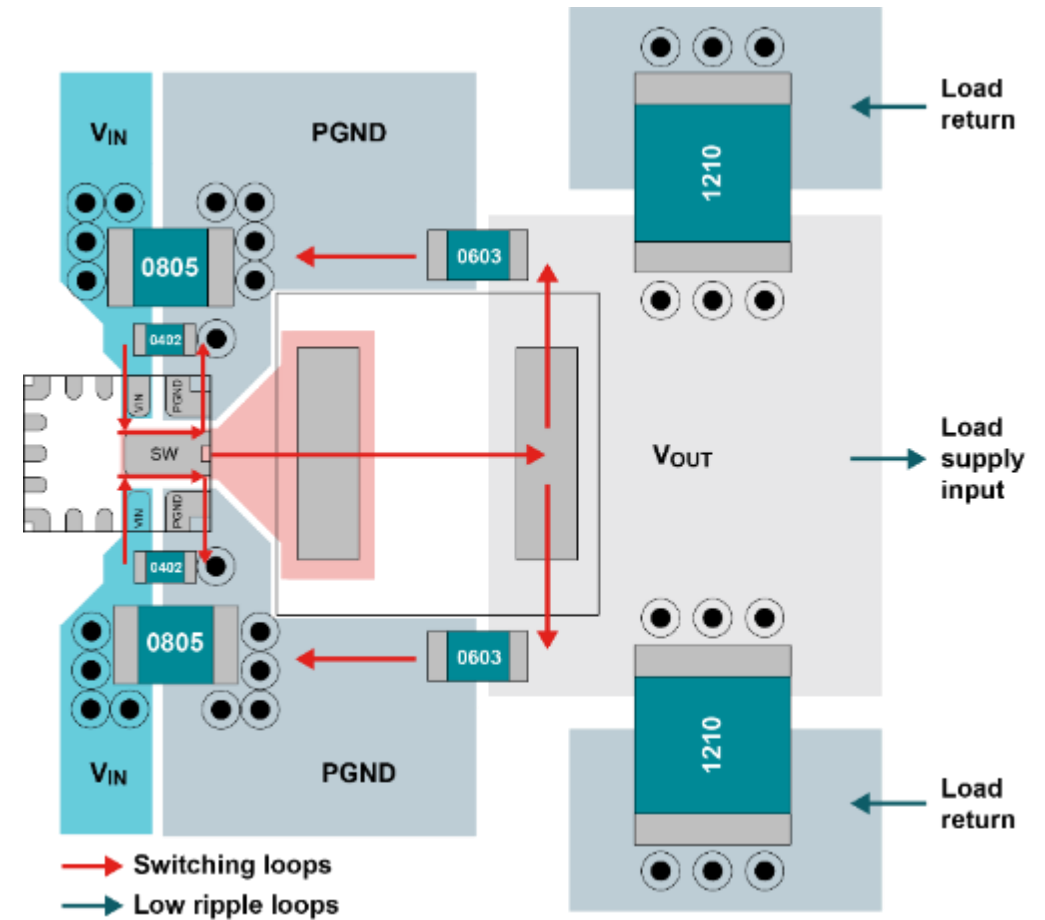 Load
return
1210
VIN
PGND
0805
0603
0402
VIN
PGND
SW
VOUT
Load
supply
input
VIN
PGND
0402
0805
0603
1210
VIN
PGND
Load
return
Switching loops
Low ripple loops